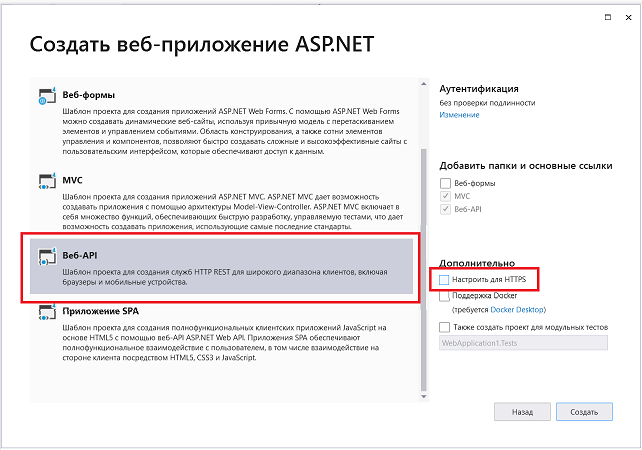 Создать веб-приложение ASP.NET
Веб-формы
Шаблон проекта для создания приложений ASP.NET Web Forms. С помощью ASP.NET Web Forms
можно создавать динамические веб-сайты, используя привычную модель с перетаскиванием
элементов и управлением событиями. Область конструирования, а также сотни элементов
управления и компонентов, позволяют быстро создавать сложные и высокоэффективные сайты с
пользовательским интерфейсом, которые обеспечивают доступ к данным.
MVC
Шаблон проекта для создания приложений ASP.NET MVC. ASP.NET MVC дает возможность
создавать приложения с помощью архитектуры Model-View-Controller. ASP.NET MVC включает в
себя множество функций, обеспечивающих быструю разработку, управляемую тестами, что дает
возможность создавать приложения, использующие самые последние стандарты.
Веб-API
Шаблон проекта для создания служб HTTP REST для широкого диапазона клиентов, включая
браузеры и мобильные устройства.
Приложение SPA
Шаблон проекта для создания полнофункциональных клиентских приложений JavaScript на
основе HTML5 с помощью веб-API ASP.NET Web API. Приложения SPA обеспечивают
полнофункциональное взаимодействие с пользователем, в том числе взаимодействие на
стороне клиента посредством HTML5, CSS3 и JavaScript.
Аутентификация
без проверки подлинности
Изменение
Добавить папки и основные ссылки
Веб-формы
MVC
Веб-API
Дополнительно
Настроить для HTTPS
Поддержка Docker
(требуется Docker Desktop)
Также создать проект для модульных тестов
WebApplication1.Tests
Назад
Создать